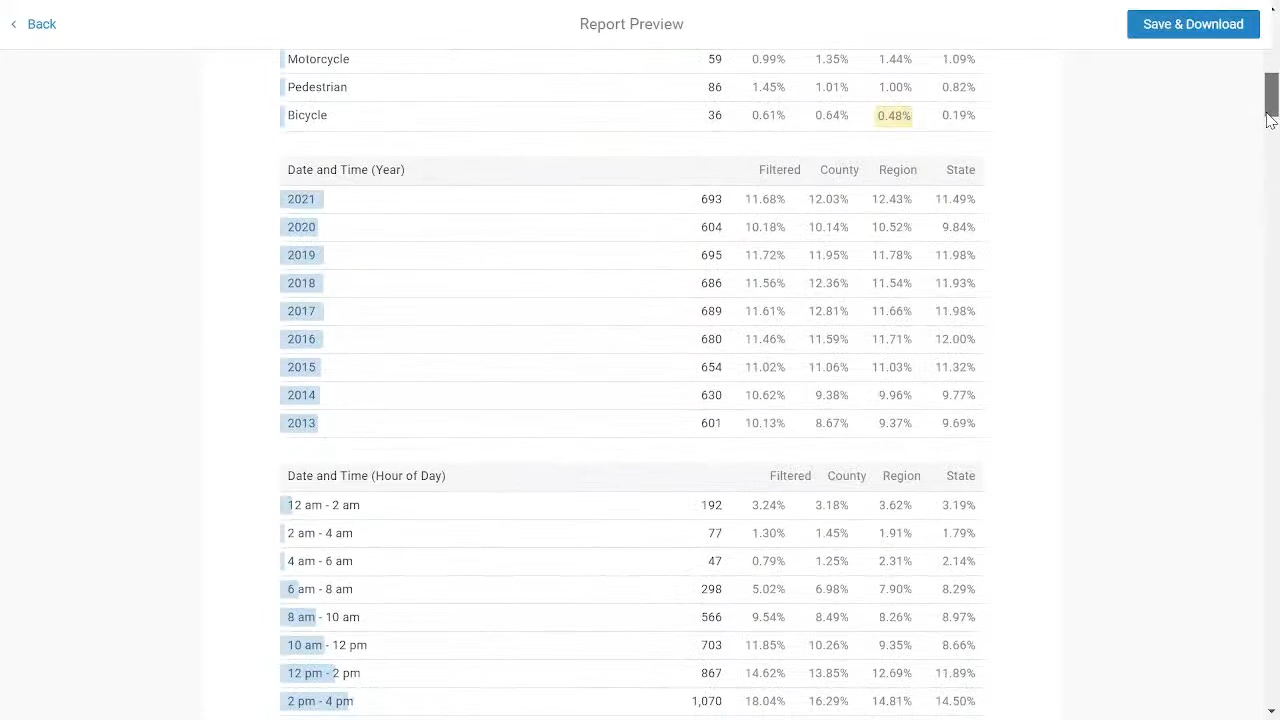 Back Report Preview Save & Download
Motorcycle 59 0.99% 1.35% 1.44% 1.09%
Pedestrian 86 1.45% 1.01% 1.00% 0.82%
Bicycle 36 0.61% 0.64% 0.48% 0.19%
Date and Time (Year) Filtered County Region State
2021 693 11.68% 12.03% 12.43% 11.49%
2020 604 10.18% 10.14% 10.52% 9.84%
2019 695 11.72% 11.95% 11.78% 11.98%
2018 686 11.56% 12.36% 11.54% 11.93%
2017 689 11.61% 12.81% 11.66% 11.98%
2016 680 11.46% 11.59% 11.71% 12.00%
2015 654 11.02% 11.06% 11.03% 11.32%
2014 630 10.62% 9.38% 9.96% 9.77%
2013 601 10.13% 8.67% 9.37% 9.69%
Date and Time (Hour of Day) Filtered County Region State
12 am - 2 am 192 3.24% 3.18% 3.62% 3.19%
2 am - 4 am 77 1.30% 1.45% 1.91% 1.79%
4 am - 6 am 47 0.79% 1.25% 2.31% 2.14%
6 am - 8 am 298 5.02% 6.98% 7.90% 8.29%
8 am - 10 am 566 9.54% 8.49% 8.26% 8.97%
10 am - 12 pm 703 11.85% 10.26% 9.35% 8.66%
12 pm - 2 pm 867 14.62% 13.85% 12.69% 11.89%
2 pm - 4 pm 1,070 18.04% 16.29% 14.81% 14.50%